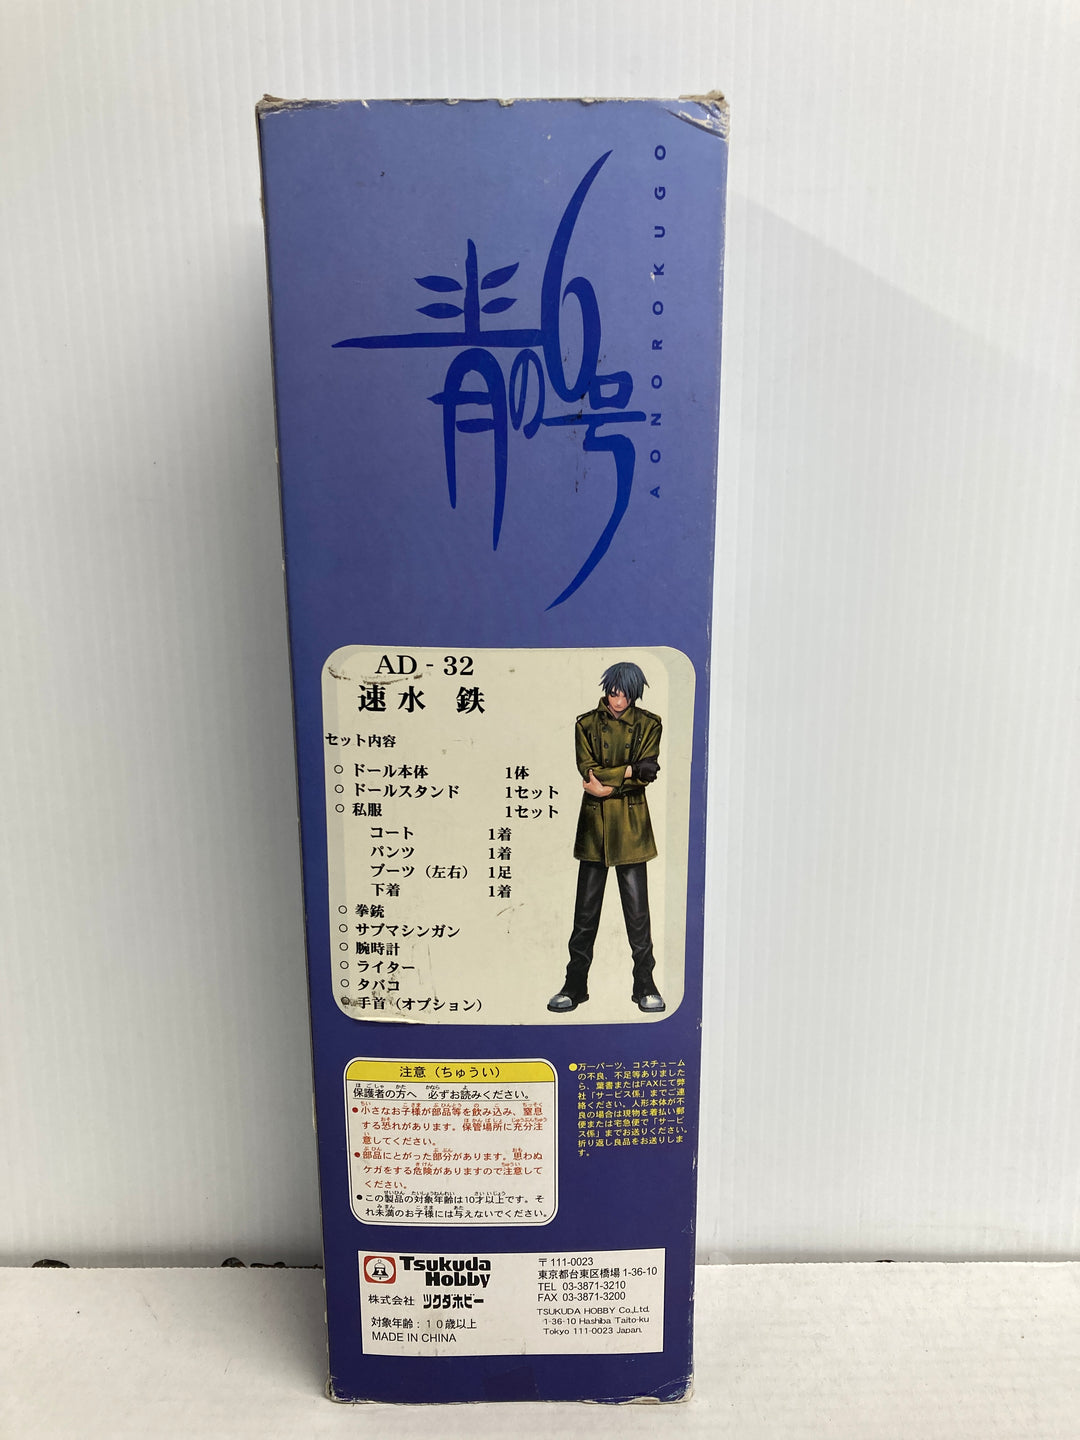 青の6号
AONOROKUGO
AD - 32
速水 鉄
セット内容
○ ドール本体 1体
○ ドールスタンド 1セット
○ 私服 1セット
コート 1着
パンツ 1着
ブーツ（左右） 1足
下着 1着
○ 拳銃
○ サブマシンガン
○ 腕時計
○ ライター
○ タバコ
○ 手首（オプション）
注意（ちゅうい）
保護者の方へ 必ずお読みください。
●小さなお子様が部品等を飲み込み、窒息
する恐れがあります。保管場所に充分注
意してください。
●部品にとがった部分があります。思わぬ
ケガをする危険がありますので注意して
ください。
●この製品の対象年齢は10才以上です。そ
れ未満のお子様には与えないでください。
●万一パーツ、コスチューム
の不良、不足等ありました
ら、葉書またはFAXにて弊
社「サービス係」までご連
絡ください。人形本体が不
良の場合は現物を着払い郵
便または宅急便で「サービ
ス係」までお送りください。
折り返し良品をお送りしま
す。
Tsukuda
Hobby
株式会社 ツクダホビー
対象年齢：１０歳以上
MADE IN CHINA
〒111-0023
東京都台東区橋場1-36-10
TEL 03-3871-3210
FAX 03-3871-3200
TSUKUDA HOBBY Co,Ltd.
1-36-10 Hashiba Taito-ku
Tokyo 111-0023 Japan.